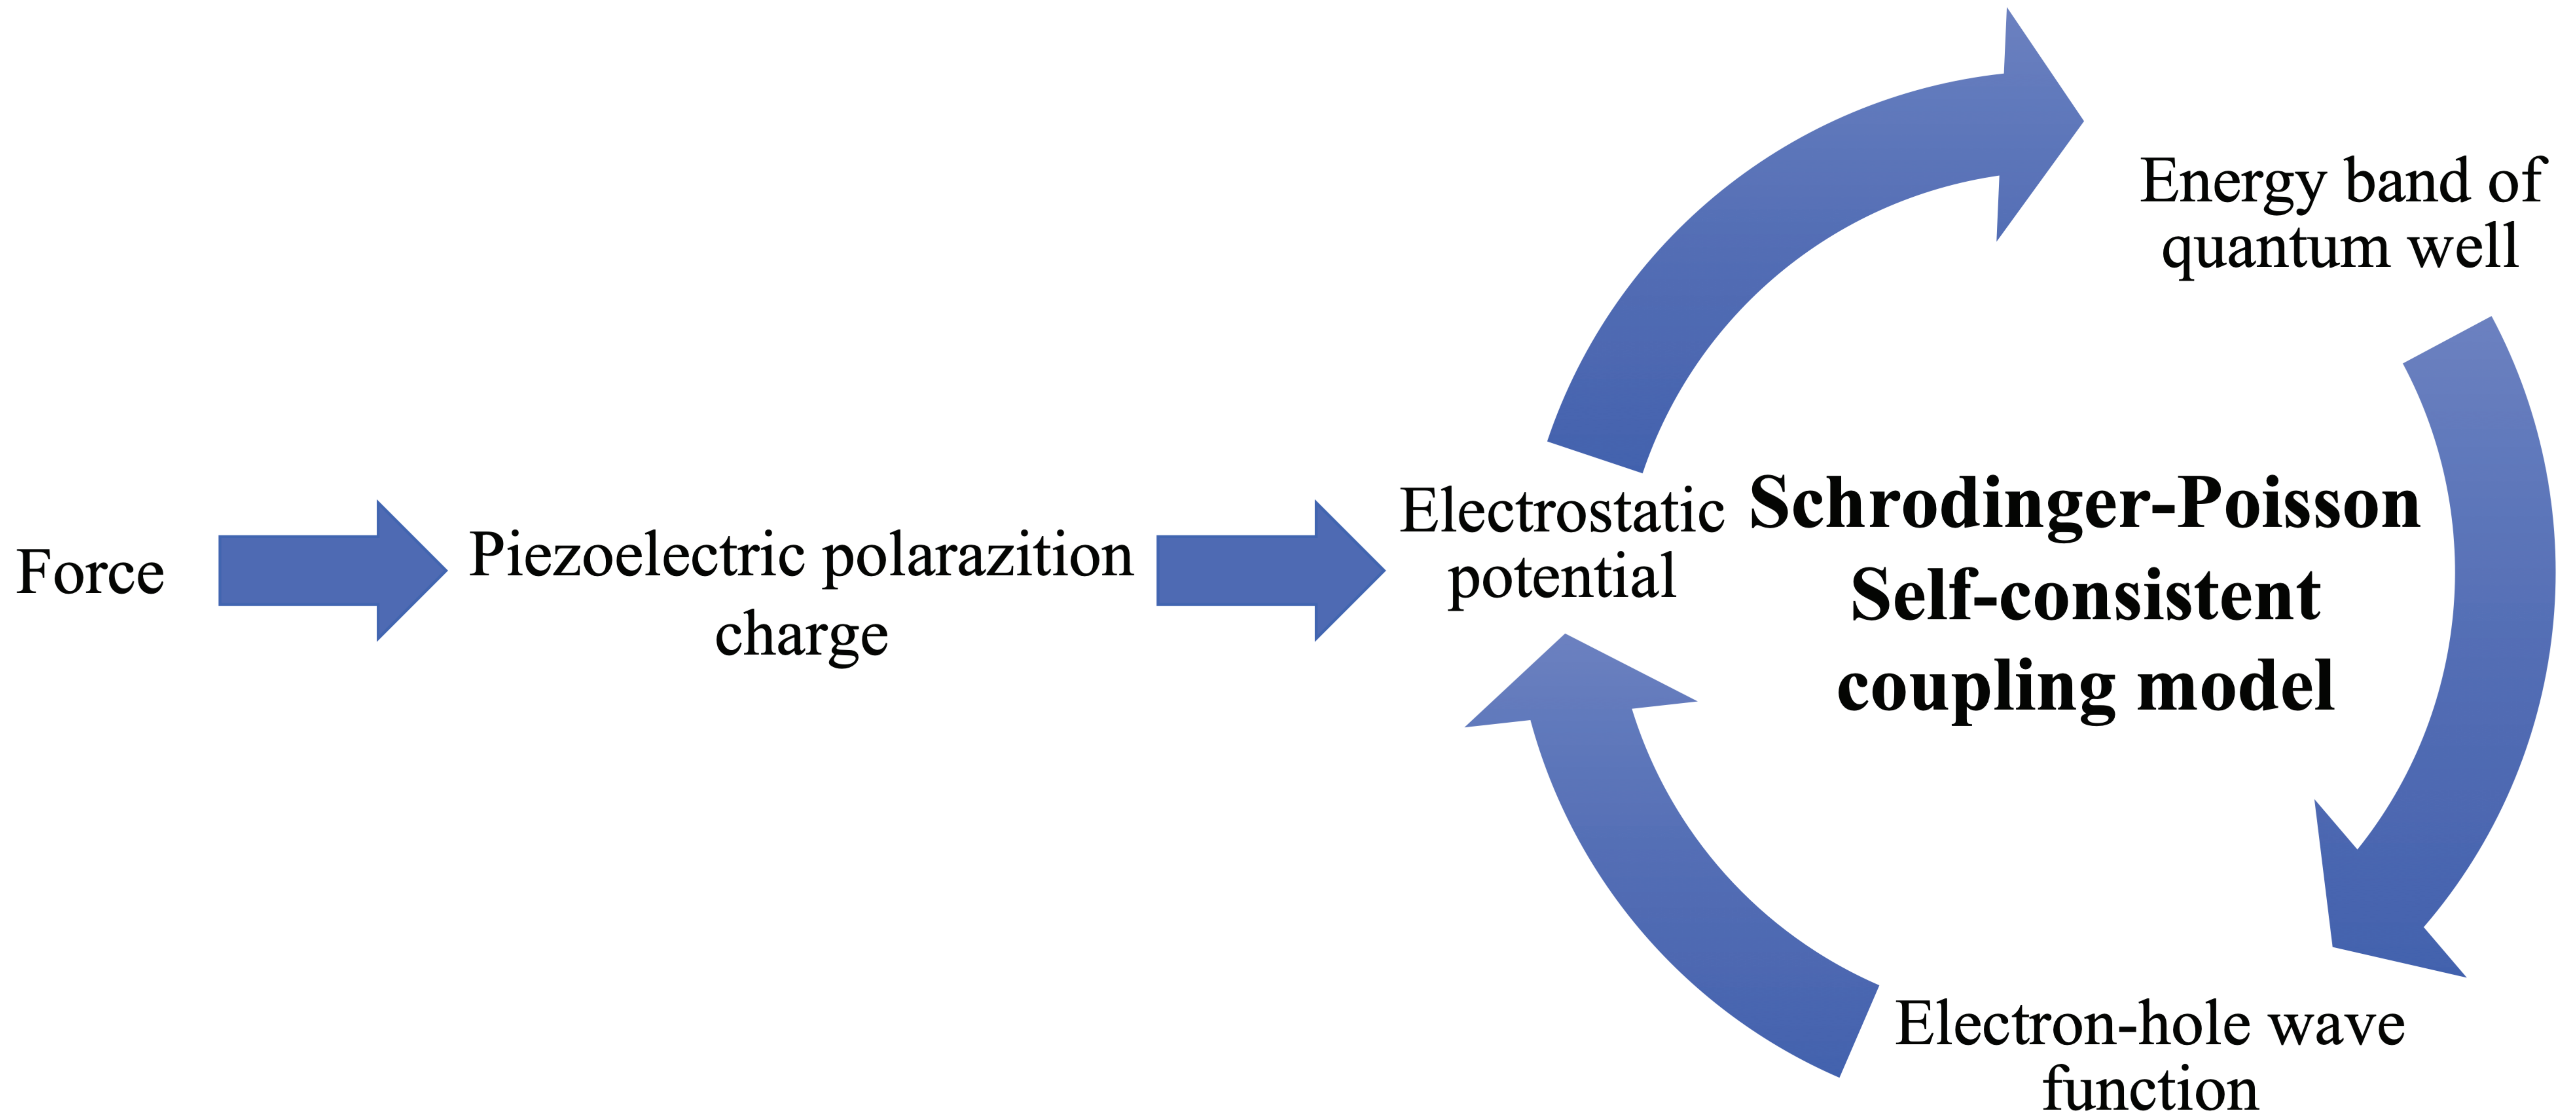 Force
Piezoelectric polarazition
charge
Electrostatic
potential
Energy band of
quantum well
Schrodinger-Poisson
Self-consistent
coupling model
Electron-hole wave
function